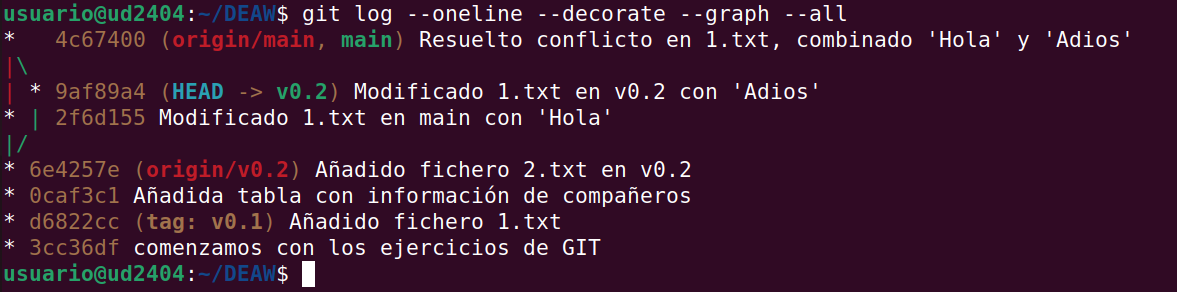 usuario@ud2404:~/DEAW$ git log --oneline --decorate --graph --all
*   4c67400 (origin/main, main) Resuelto conflicto en 1.txt, combinado 'Hola' y 'Adios'
|\
| * 9af89a4 (HEAD -> v0.2) Modificado 1.txt en v0.2 con 'Adios'
* | 2f6d155 Modificado 1.txt en main con 'Hola'
|/
* 6e4257e (origin/v0.2) Añadido fichero 2.txt en v0.2
* 0caf3c1 Añadida tabla con información de compañeros
* d6822cc (tag: v0.1) Añadido fichero 1.txt
* 3cc36df comenzamos con los ejercicios de GIT
usuario@ud2404:~/DEAW$